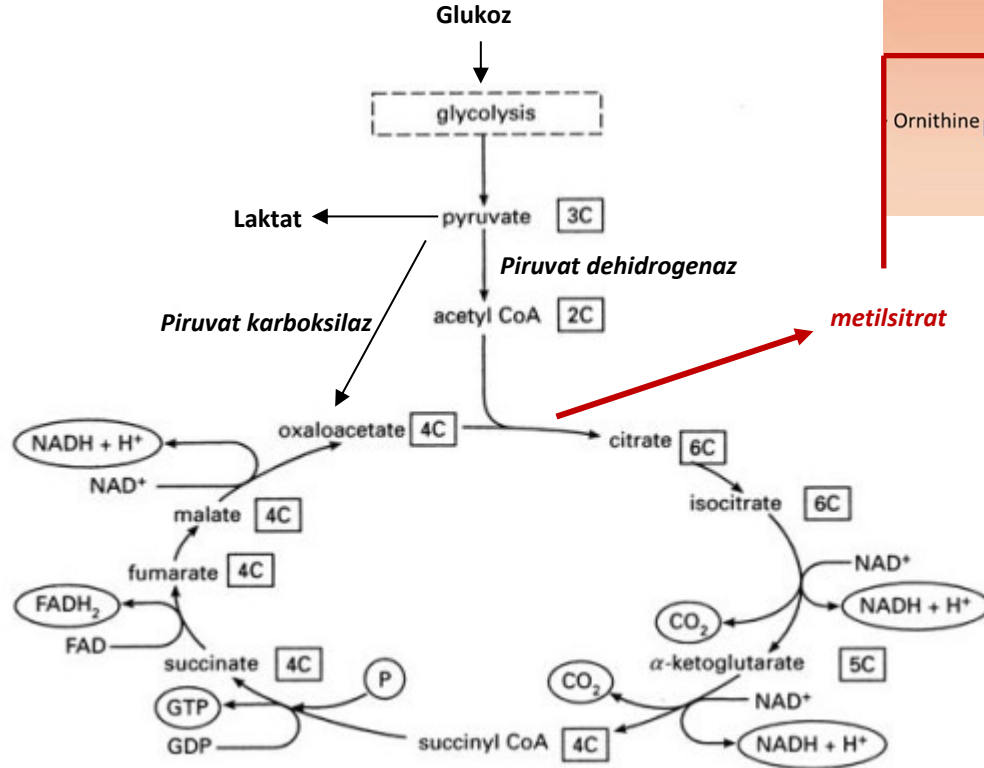 Glukoz
glycolysis
Ornithine
Laktat
pyruvate 3C
Piruvat dehidrogenaz
Piruvat karboksilaz
acetyl CoA 2C
metilsitrat
oxaloacetate 4C
citrate 6C
NADH + H⁺
NAD⁺
isocitrate 6C
malate 4C
fumarate 4C
NAD⁺
FADH₂
NADH + H⁺
CO₂
FAD
succinate 4C
α-ketoglutarate 5C
P
CO₂
NAD⁺
GTP
GDP
succinyl CoA 4C
NADH + H⁺